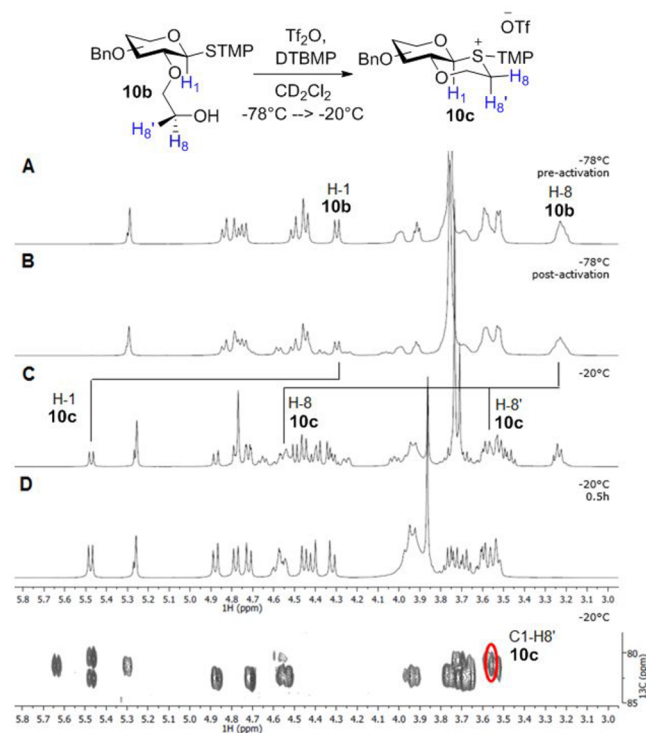 BnO
O
STMP
O
H1
10b
H8'
OH
H8
Tf2O,
DTBMP
CD2Cl2
-78°C --> -20°C
BnO
O
S+
TMP
O
H8
H8'
H1
10c
−
OTf
A
H-1
10b
-78°C
pre-activation
H-8
10b
B
-78°C
post-activation
C
-20°C
H-1
10c
H-8
10c
H-8'
10c
D
-20°C
0.5h
5.8 5.7 5.6 5.5 5.4 5.3 5.2 5.1 5.0 4.9 4.8 4.7 4.6 4.5 4.4 4.3 4.2 4.1 4.0 3.9 3.8 3.7 3.6 3.5 3.4 3.3 3.2 3.1 3.0
1H (ppm) 1H (ppm)
-20°C
C1-H8'
10c
80
85
13C (ppm)
5.8 5.7 5.6 5.5 5.4 5.3 5.2 5.1 5.0 4.9 4.8 4.7 4.6 4.5 4.4 4.3 4.2 4.1 4.0 3.9 3.8 3.7 3.6 3.5 3.4 3.3 3.2 3.1 3.0
1H (ppm) 1H (ppm)